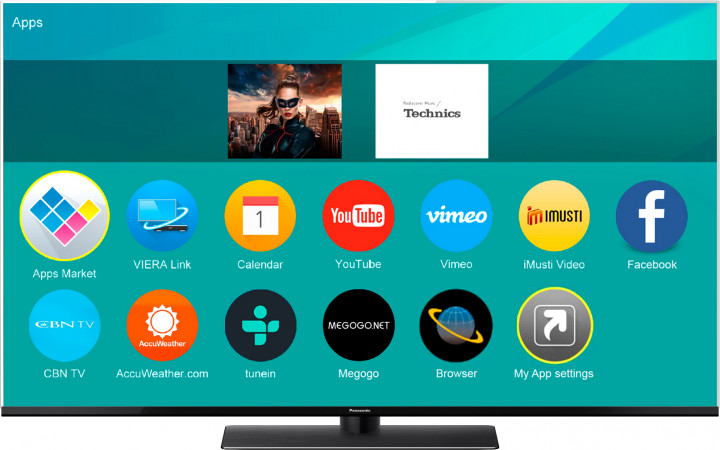 Apps
Technics
1
YouTube
vimeo
IMUSTI
f
Apps Market
VIERA Link
Calendar
YouTube
Vimeo
iMusti Video
Facebook
CBN TV
AccuWeather
MEGOGO.NET
CBN TV
AccuWeather.com
tunein
Megogo
Browser
My App settings
Panasonic